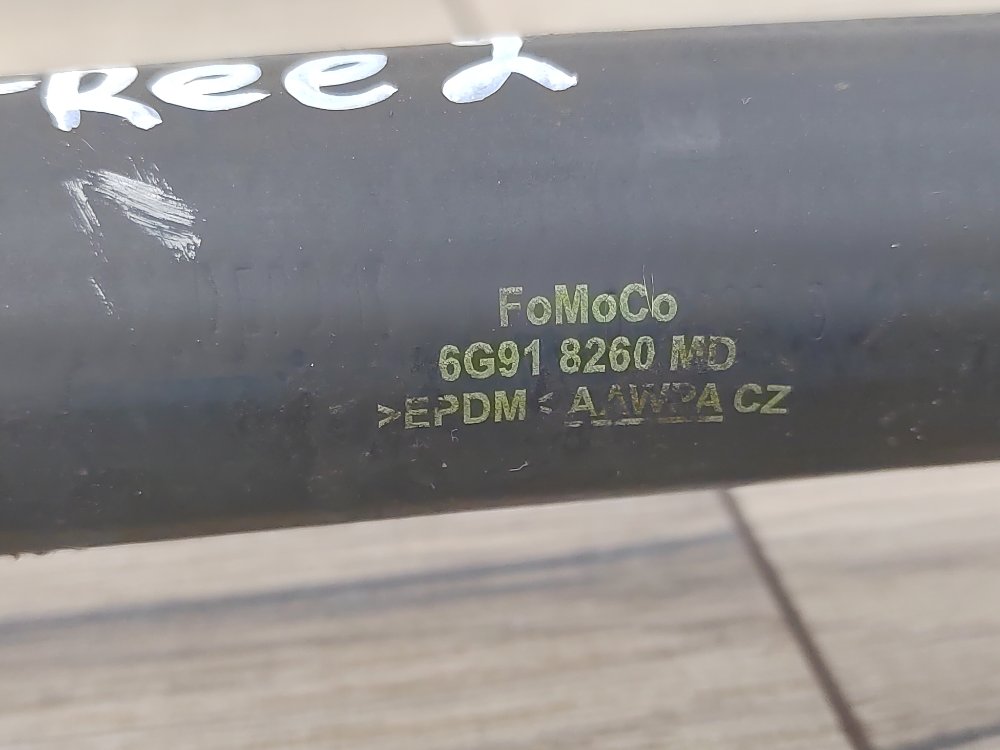 FoMoCo
6G91 8260 MD
>EPDM< AAWPA CZ